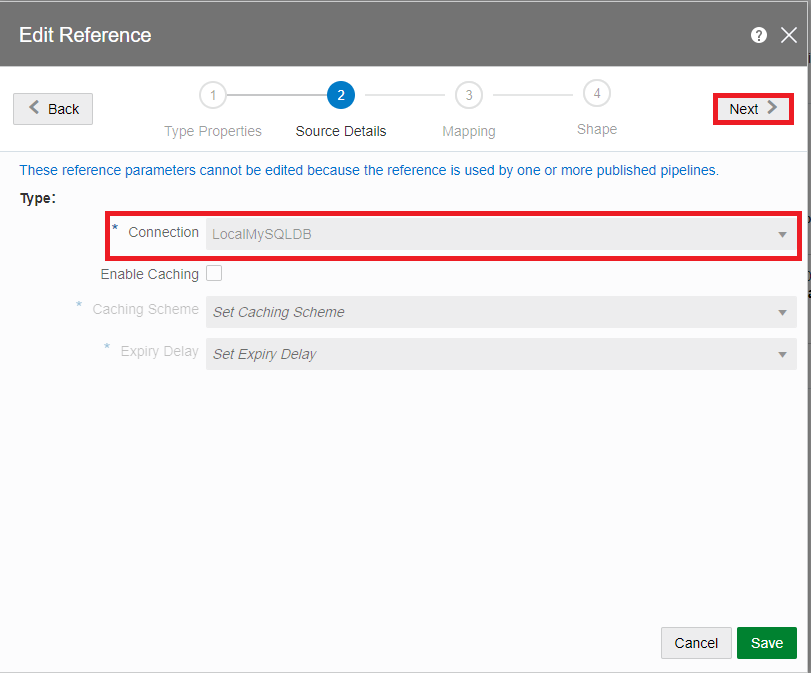 Edit Reference
?
Back
1
2
3
4
Next
Type Properties
Source Details
Mapping
Shape
These reference parameters cannot be edited because the reference is used by one or more published pipelines.
Type:
* Connection LocalMySQLDB
Enable Caching
* Caching Scheme Set Caching Scheme
* Expiry Delay Set Expiry Delay
Cancel
Save